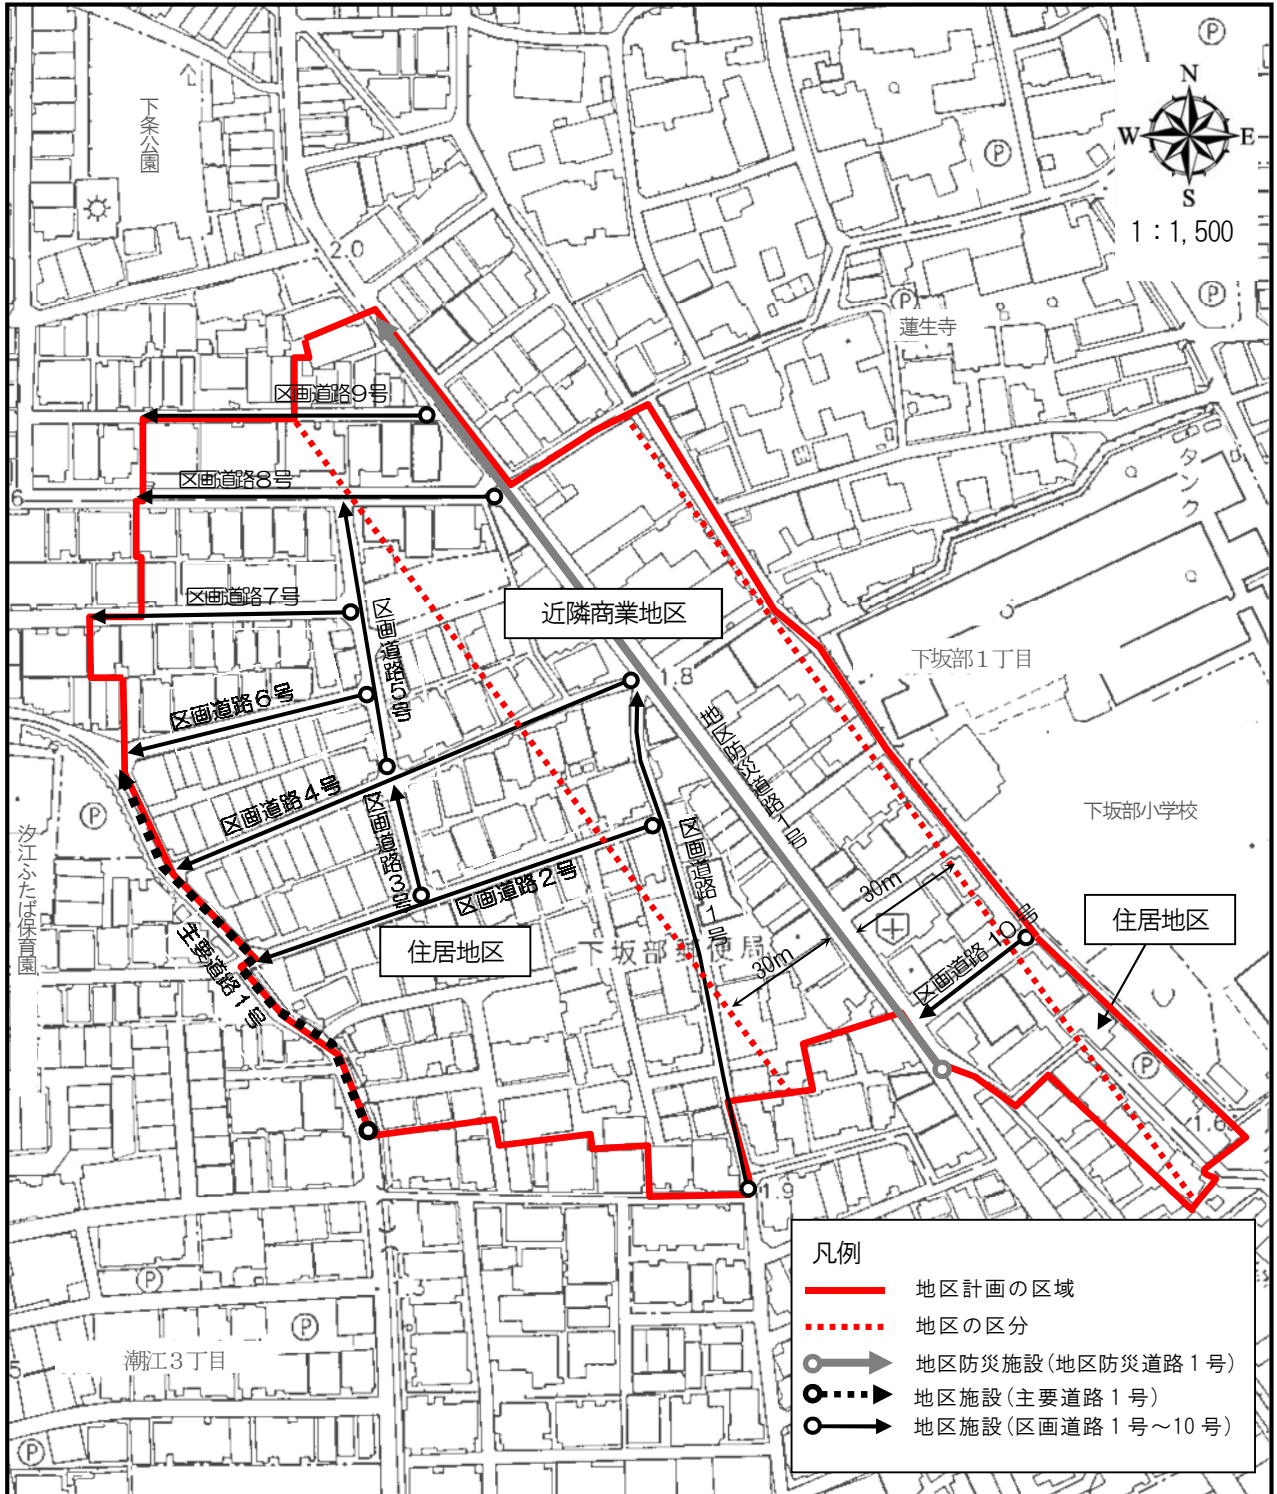 Ⓟ
N
W
E
S
1：1,500
下条公園
2.0
Ⓟ
Ⓟ
Ⓟ
蓮生寺
区画道路9号
区画道路8号
6
タンク
区画道路7号
区画道路5号
近隣商業地区
下坂部１丁目
区画道路6号
1.8
地区防災道路1号
区画道路4号
区画道路3号
区画道路1号
下坂部小学校
Ⓟ
汐江ふたば保育園
区画道路2号
30m
住居地区
住居地区
下坂部郵便局
30m
区画道路10号
主要道路1号
Ⓟ
1.6
1.9
凡例
地区計画の区域
地区の区分
地区防災施設(地区防災道路１号)
地区施設(主要道路１号)
地区施設(区画道路１号～10号)
Ⓟ
Ⓟ
潮江３丁目
Ⓟ